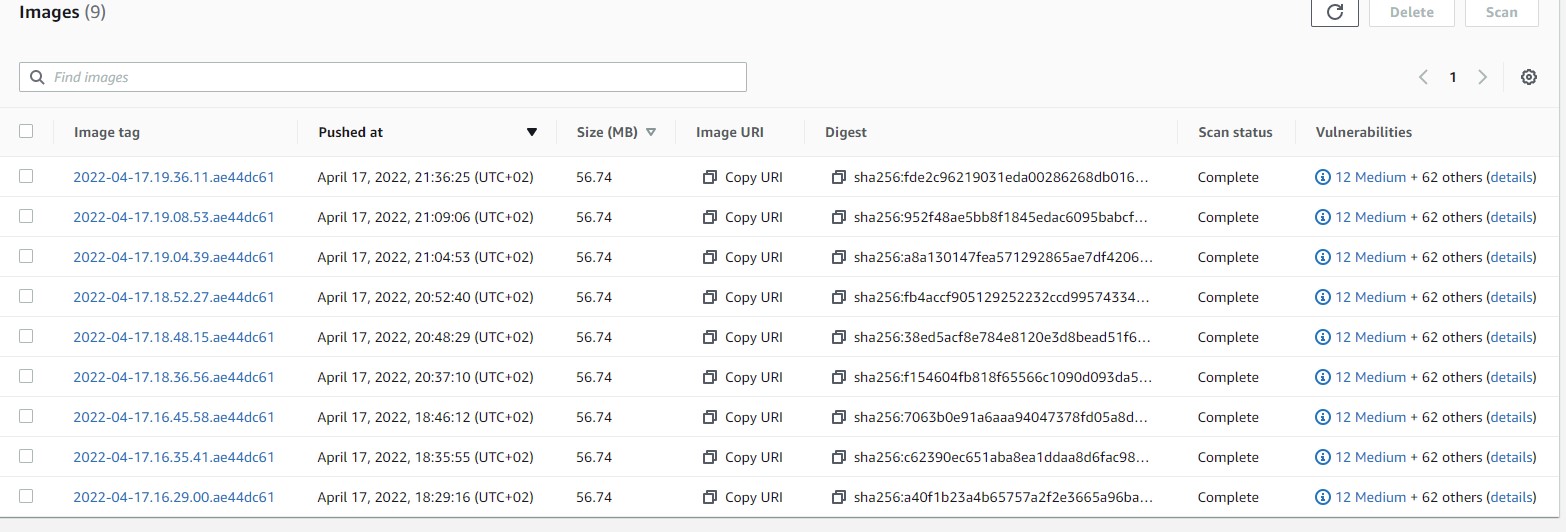 Images (9)
Delete
Scan
Find images
1
Image tag Pushed at Size (MB) Image URI Digest Scan status Vulnerabilities
2022-04-17.19.36.11.ae44dc61 April 17, 2022, 21:36:25 (UTC+02) 56.74 Copy URI sha256:fde2c96219031eda00286268db016... Complete 12 Medium + 62 others (details)
2022-04-17.19.08.53.ae44dc61 April 17, 2022, 21:09:06 (UTC+02) 56.74 Copy URI sha256:952f48ae5bb8f1845edac6095babcf... Complete 12 Medium + 62 others (details)
2022-04-17.19.04.39.ae44dc61 April 17, 2022, 21:04:53 (UTC+02) 56.74 Copy URI sha256:a8a130147fea571292865ae7df4206... Complete 12 Medium + 62 others (details)
2022-04-17.18.52.27.ae44dc61 April 17, 2022, 20:52:40 (UTC+02) 56.74 Copy URI sha256:fb4accf905129252232ccd99574334... Complete 12 Medium + 62 others (details)
2022-04-17.18.48.15.ae44dc61 April 17, 2022, 20:48:29 (UTC+02) 56.74 Copy URI sha256:38ed5acf8e784e8120e3d8bead51f6... Complete 12 Medium + 62 others (details)
2022-04-17.18.36.56.ae44dc61 April 17, 2022, 20:37:10 (UTC+02) 56.74 Copy URI sha256:f154604fb818f65566c1090d093da5... Complete 12 Medium + 62 others (details)
2022-04-17.16.45.58.ae44dc61 April 17, 2022, 18:46:12 (UTC+02) 56.74 Copy URI sha256:7063b0e91a6aaa94047378fd05a8d... Complete 12 Medium + 62 others (details)
2022-04-17.16.35.41.ae44dc61 April 17, 2022, 18:35:55 (UTC+02) 56.74 Copy URI sha256:c62390ec651aba8ea1ddaa8d6fac98... Complete 12 Medium + 62 others (details)
2022-04-17.16.29.00.ae44dc61 April 17, 2022, 18:29:16 (UTC+02) 56.74 Copy URI sha256:a40f1b23a4b65757a2f2e3665a96ba... Complete 12 Medium + 62 others (details)